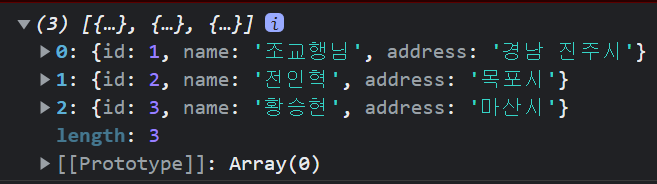 ▼ (3) [{…}, {…}, {…}] i
▶ 0: {id: 1, name: '조교행님', address: '경남 진주시'}
▶ 1: {id: 2, name: '전인혁', address: '목포시'}
▶ 2: {id: 3, name: '황승현', address: '마산시'}
length: 3
▶ [[Prototype]]: Array(0)